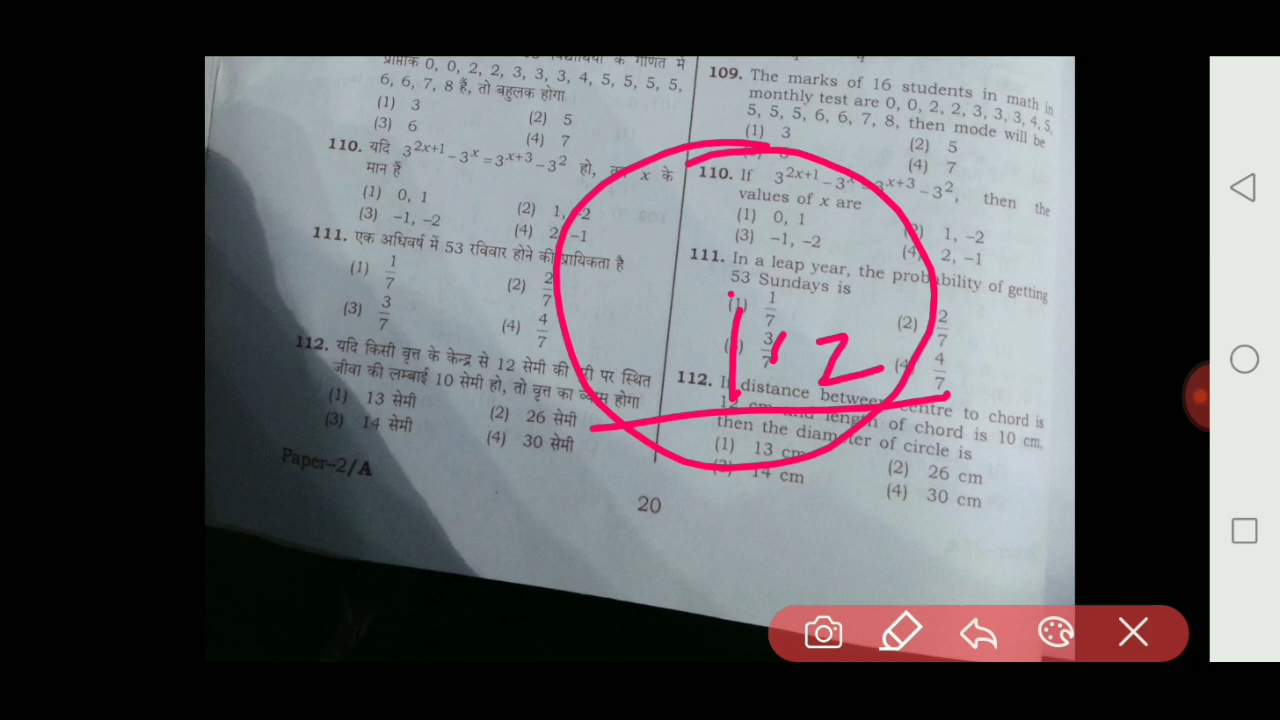 प्राप्तांक 0, 0, 2, 2, 3, 3, 3, 4, 5, 5, 5, 5,
6, 6, 7, 8 हैं, तो बहुलक होगा
(1) 3 (2) 5
(3) 6 (4) 7
110. यदि 3^{2x+1} – 3^x = 3^{x+3} – 3^2 हो, x के
मान हैं
(1) 0, 1 (2) 1, –2
(3) –1, –2 (4) 2, –1
111. एक अधिवर्ष में 53 रविवार होने की प्रायिकता है
(1) 1/7 (2) 2/7
(3) 3/7 (4) 4/7
112. यदि किसी वृत्त के केन्द्र से 12 सेमी की पर स्थित
जीवा की लम्बाई 10 सेमी हो, तो वृत्त का व्यास होगा
(1) 13 सेमी (2) 26 सेमी
(3) 14 सेमी (4) 30 सेमी
Paper–2/A
20
109. The marks of 16 students in math in
monthly test are 0, 0, 2, 2, 3, 3, 3, 4, 5,
5, 5, 5, 6, 6, 7, 8, then mode will be
(1) 3 (2) 5
(4) 7
110. If 3^{2x+1} – 3^x = 3^{x+3} – 3^2, then the
values of x are
(1) 0, 1 (2) 1, –2
(3) –1, –2 (4) 2, –1
111. In a leap year, the probability of getting
53 Sundays is
(1) 1/7 (2) 2/7
(3) 3/7 (4) 4/7
12
112. If distance between centre to chord is
12 cm and length of chord is 10 cm,
then the diameter of circle is
(1) 13 cm (2) 26 cm
(3) 14 cm (4) 30 cm